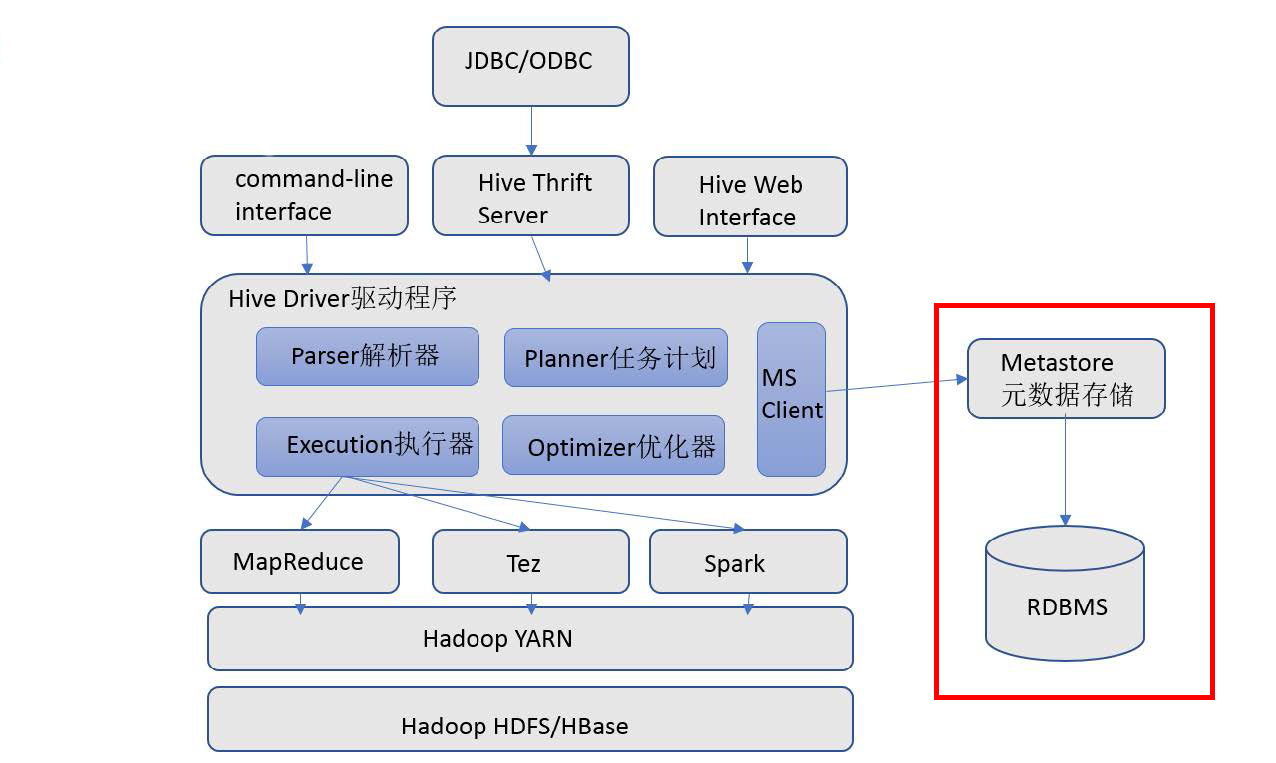 JDBC/ODBC
command-line
interface
Hive Thrift
Server
Hive Web
Interface
Hive Driver驱动程序
Parser解析器
Planner任务计划
MS
Client
Execution执行器
Optimizer优化器
Metastore
元数据存储
MapReduce
Tez
Spark
RDBMS
Hadoop YARN
Hadoop HDFS/HBase